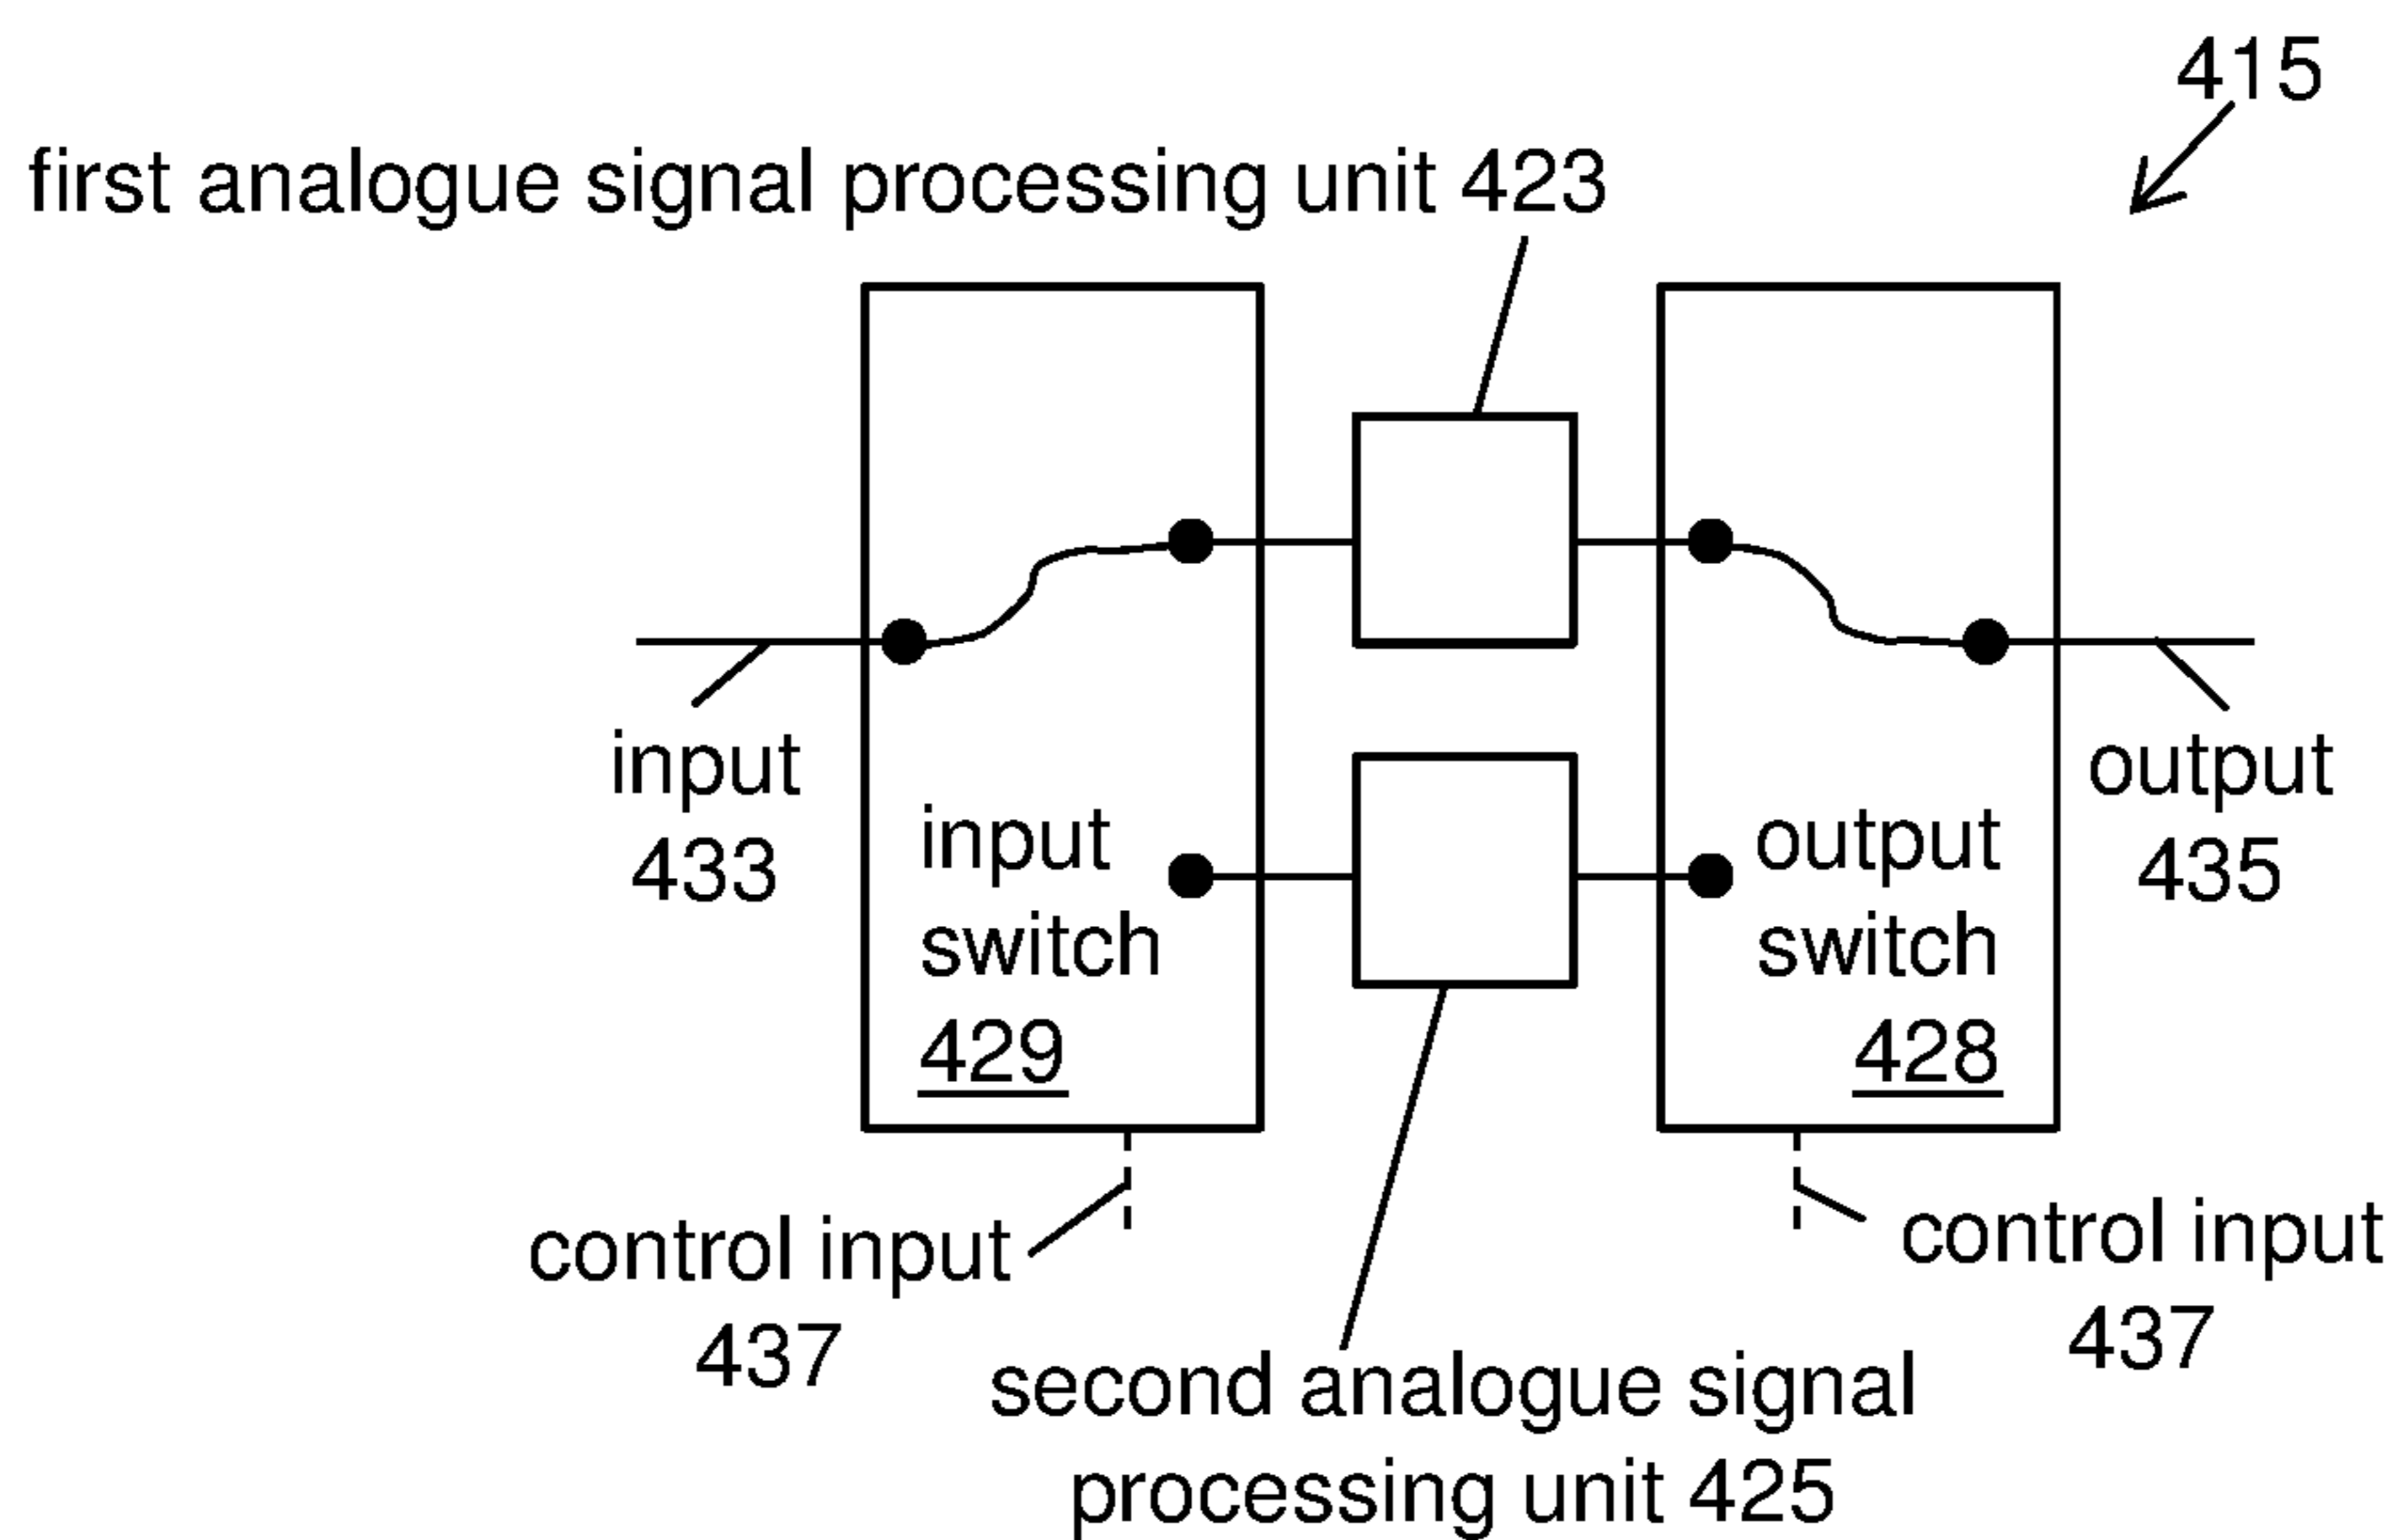 415
first analogue signal processing unit 423
input
433
input
switch
429
output
switch
428
output
435
control input
437
control input
437
second analogue signal
processing unit 425